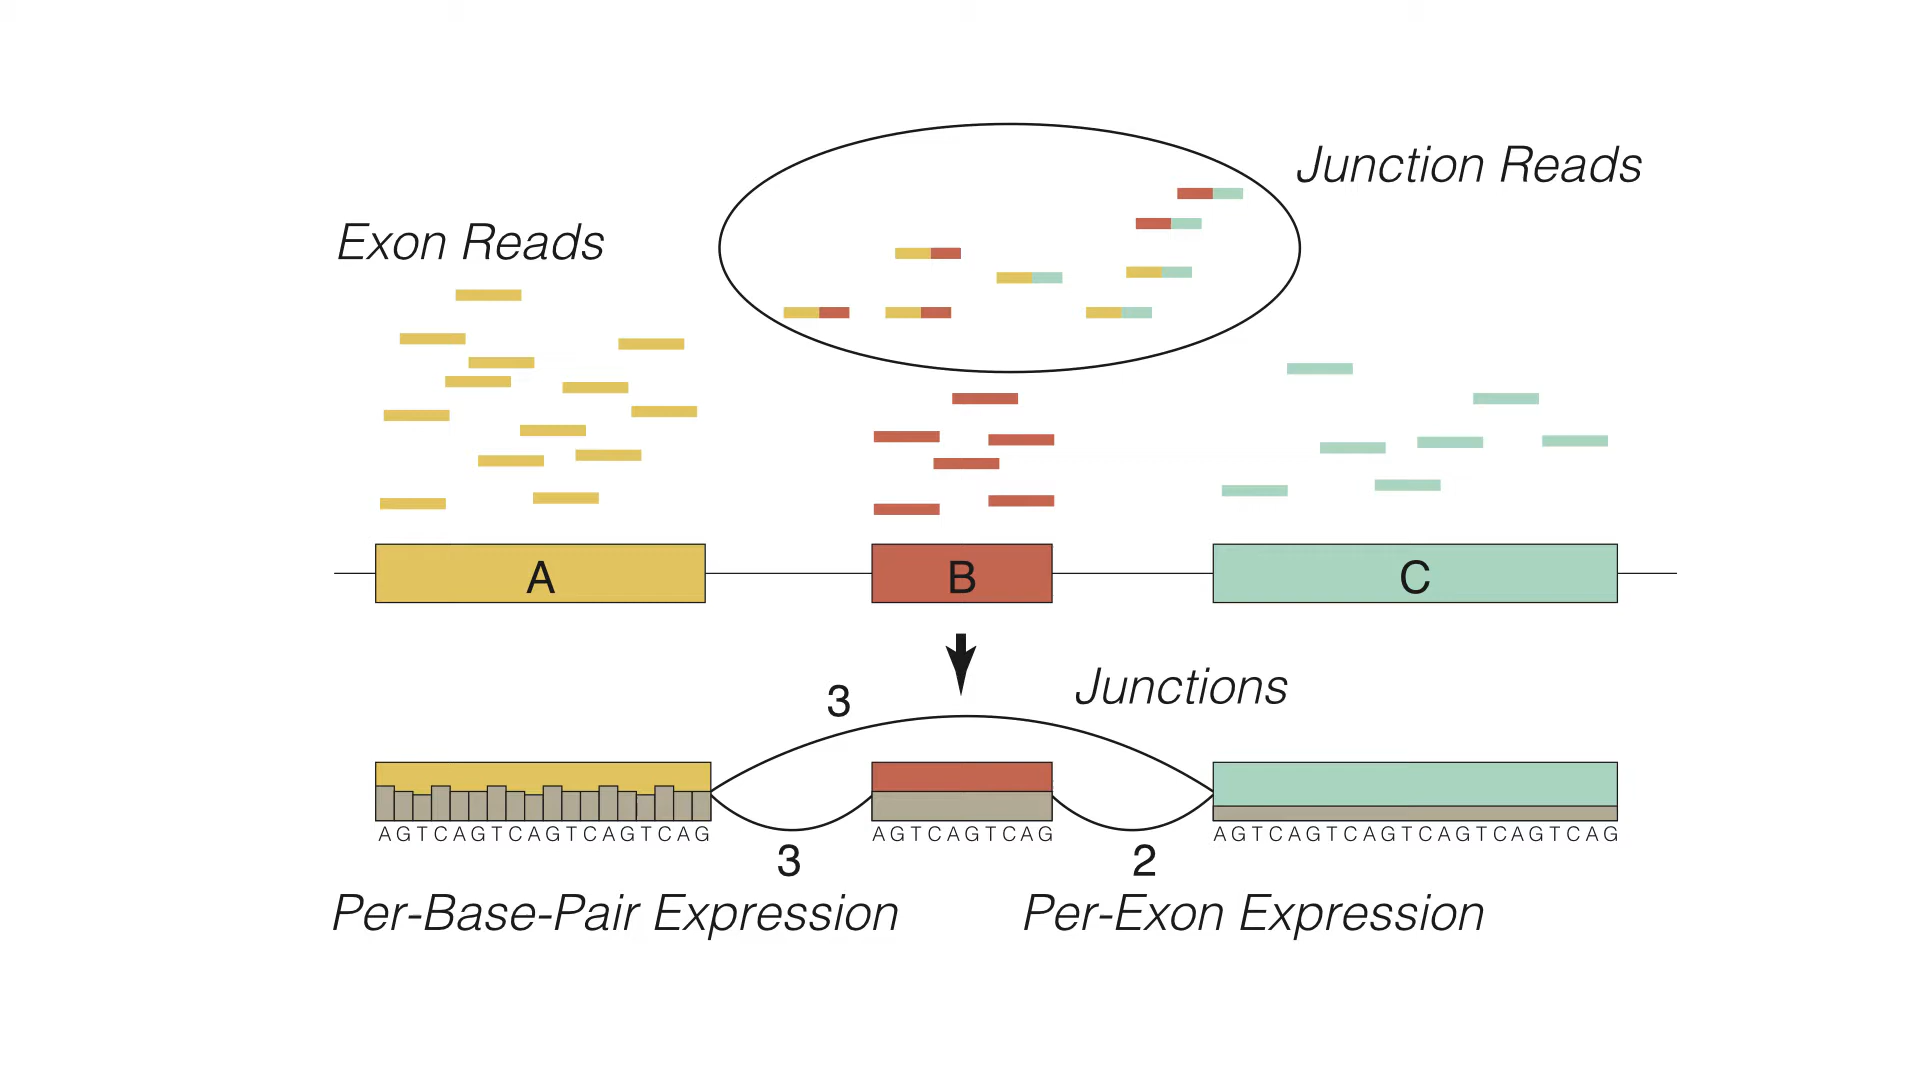 Junction Reads
Exon Reads
A
B
C
3
Junctions
AGTCAGTCAGTCAGTCAG
AGTCAGTCAG
AGTCAGTCAGTCAGTCAGTCAG
3
2
Per-Base-Pair Expression
Per-Exon Expression